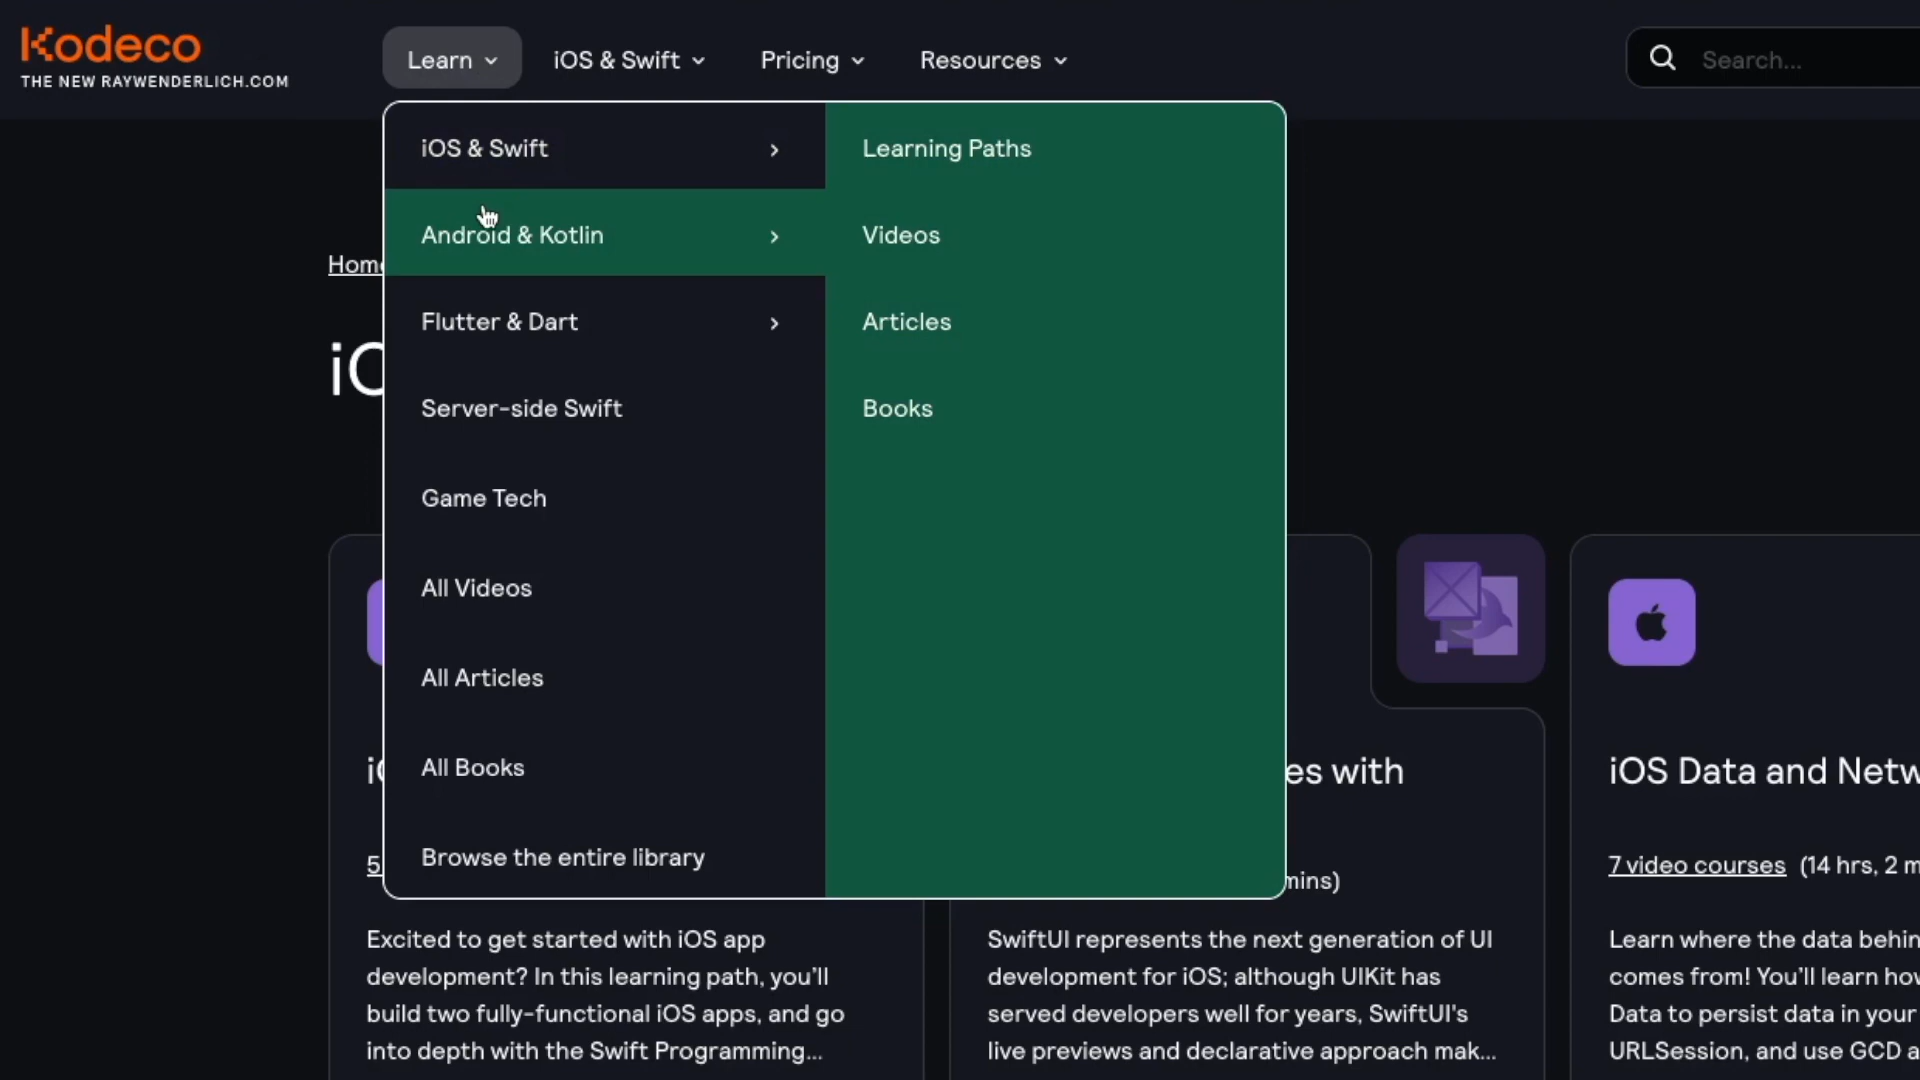 Kodeco
THE NEW RAYWENDERLICH.COM
Learn
iOS & Swift
Pricing
Resources
Search...
iOS & Swift
Android & Kotlin
Flutter & Dart
Server-side Swift
Game Tech
All Videos
All Articles
All Books
Browse the entire library
Learning Paths
Videos
Articles
Books
Excited to get started with iOS app
development? In this learning path, you'll
build two fully-functional iOS apps, and go
into depth with the Swift Programming...
with
mins)
SwiftUI represents the next generation of UI
development for iOS; although UIKit has
served developers well for years, SwiftUI's
live previews and declarative approach mak...
iOS Data and
7 video courses (14 hrs, 2
Learn where the data
comes from! You'll learn
Data to persist data in your
URLSession, and use GCD